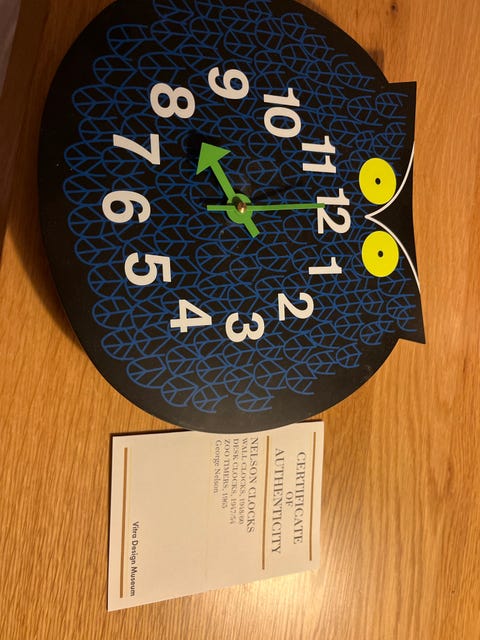 12
1
2
3
4
5
6
7
8
9
10
11
CERTIFICATE
OF
AUTHENTICITY
NELSON CLOCKS
WALL CLOCKS, 1948/60
DESK CLOCKS, 1947/54
ZOO TIMERS, 1965
George Nelson
Vitra Design Museum